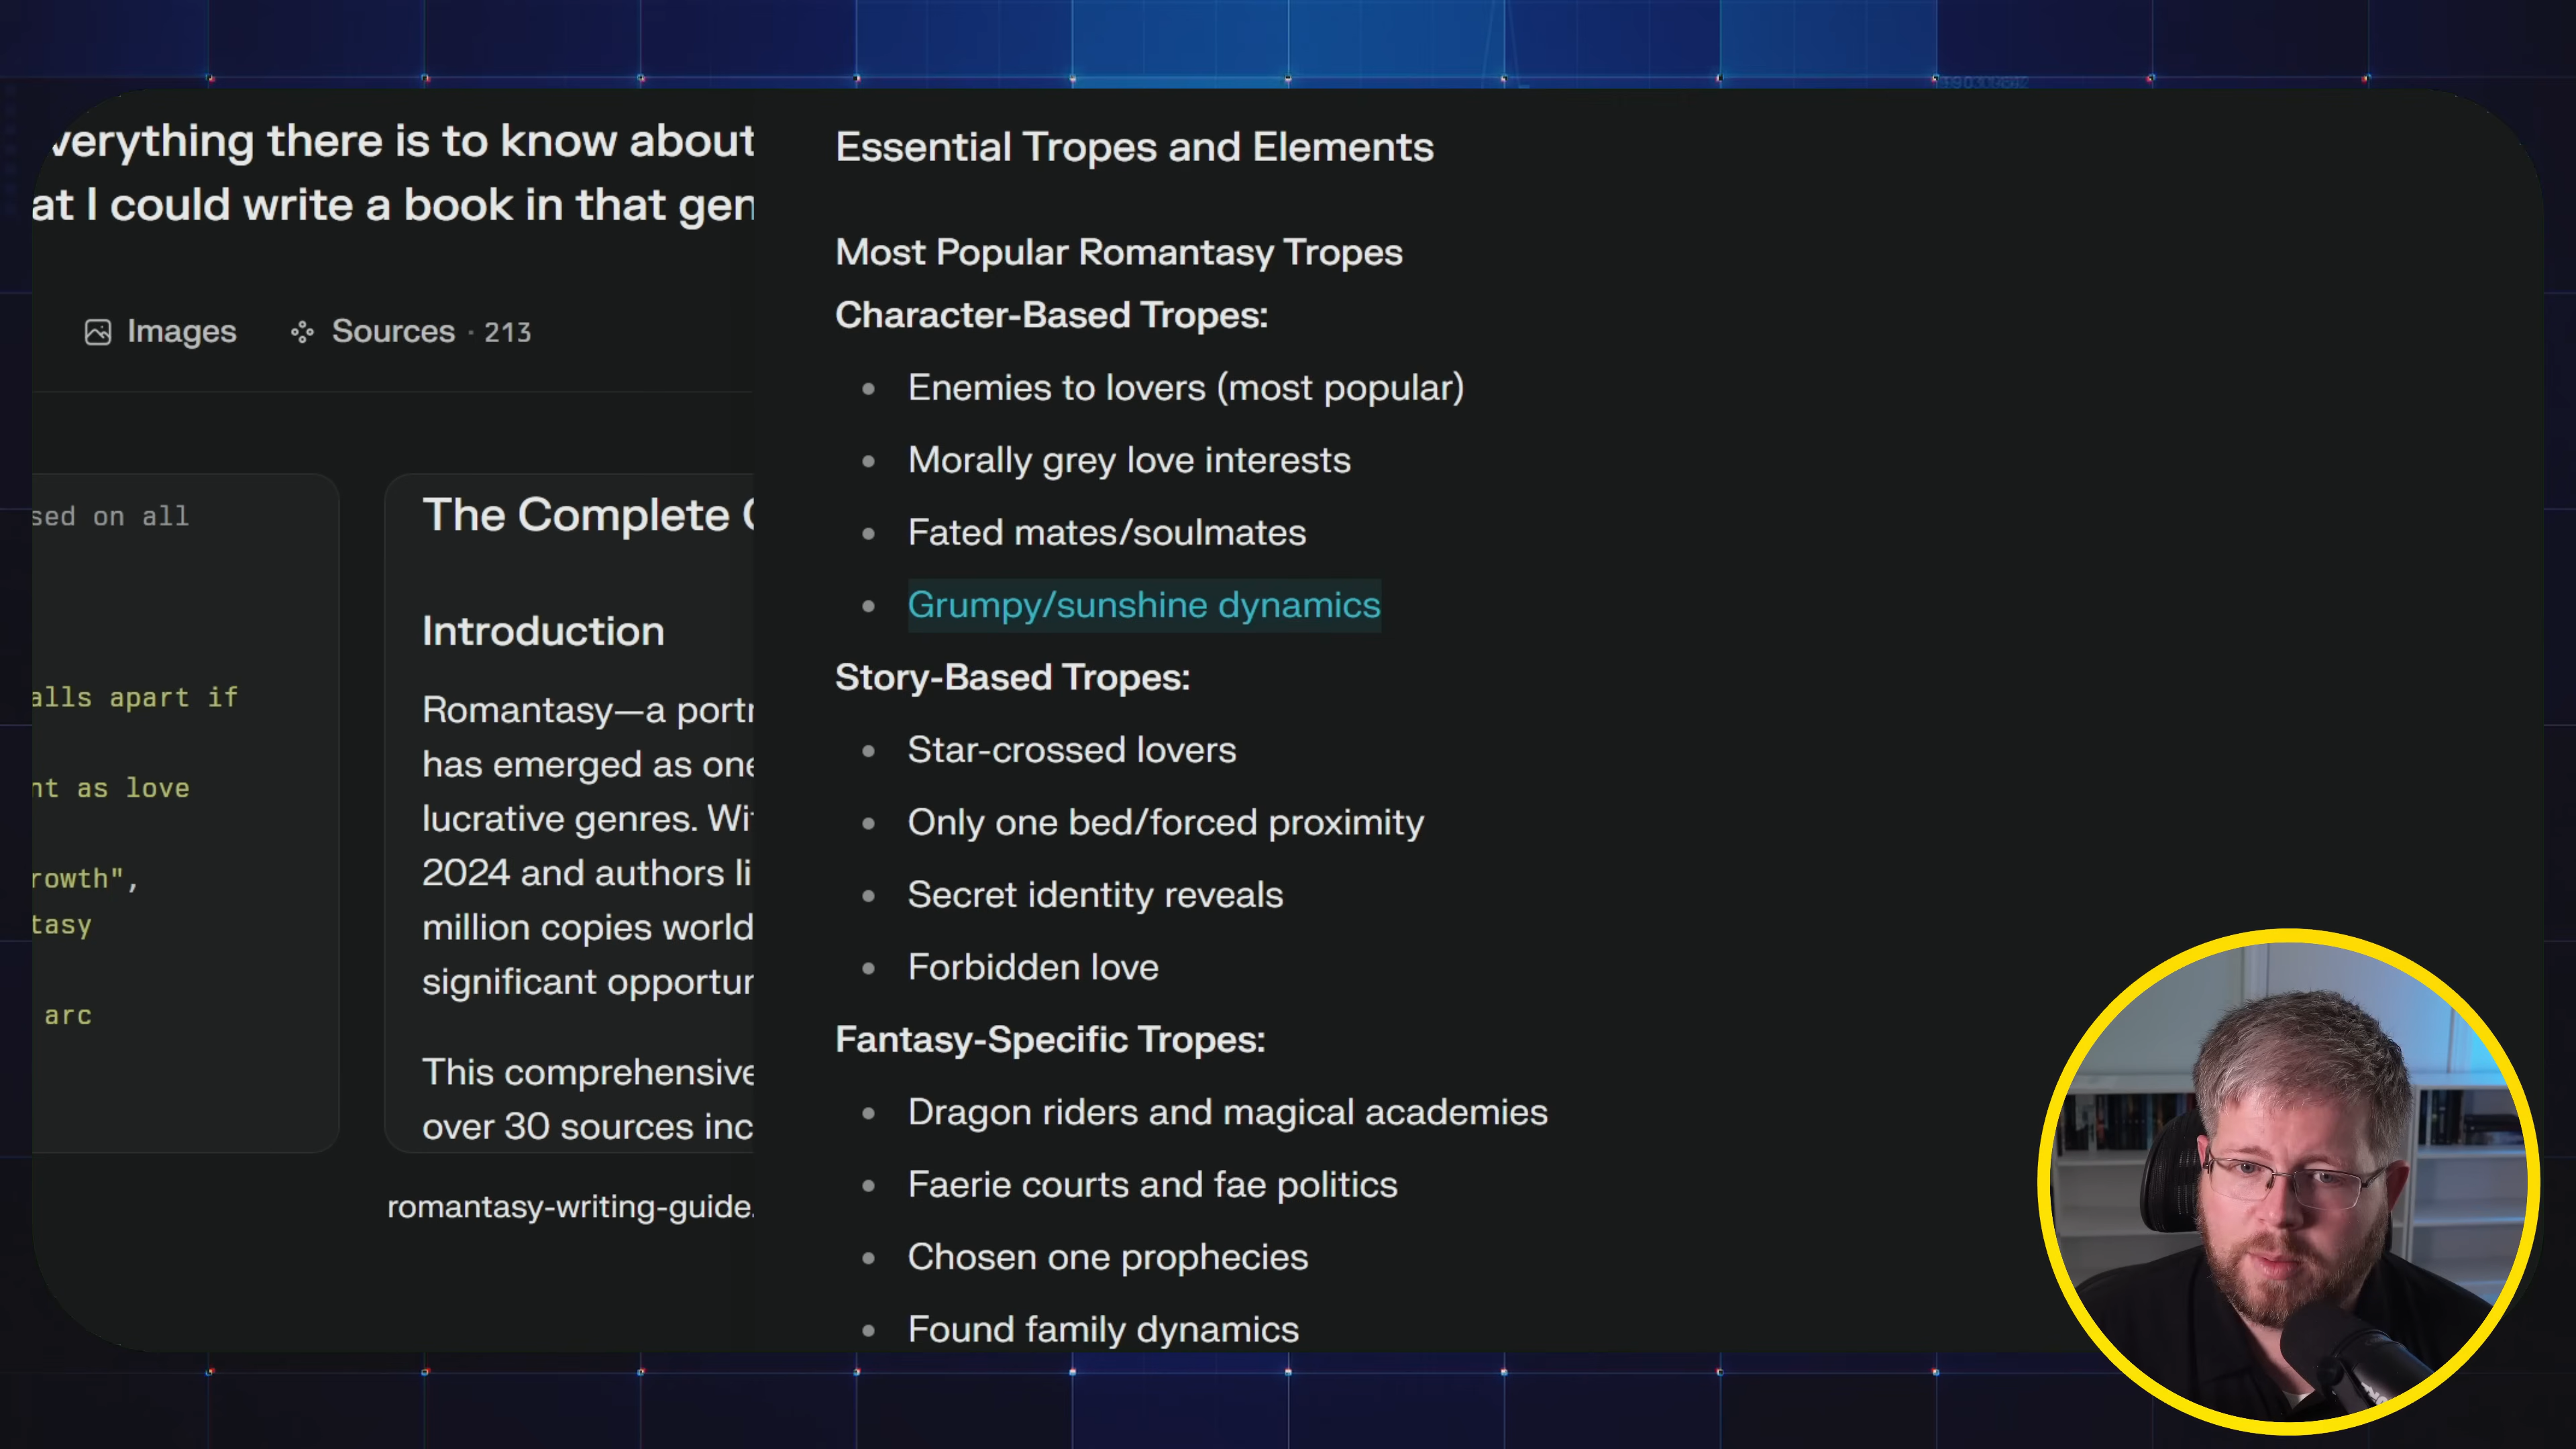 verything there is to know about
at I could write a book in that gen
Images
Sources · 213
sed on all
alls apart if
nt as love
rowth",
tasy
arc
The Complete
Introduction
Romantasy—a portr
has emerged as one
lucrative genres. Wit
2024 and authors li
million copies world
significant opportur
This comprehensive
over 30 sources inc
romantasy-writing-guide.
Essential Tropes and Elements
Most Popular Romantasy Tropes
Character-Based Tropes:
• Enemies to lovers (most popular)
• Morally grey love interests
• Fated mates/soulmates
• Grumpy/sunshine dynamics
Story-Based Tropes:
• Star-crossed lovers
• Only one bed/forced proximity
• Secret identity reveals
• Forbidden love
Fantasy-Specific Tropes:
• Dragon riders and magical academies
• Faerie courts and fae politics
• Chosen one prophecies
• Found family dynamics